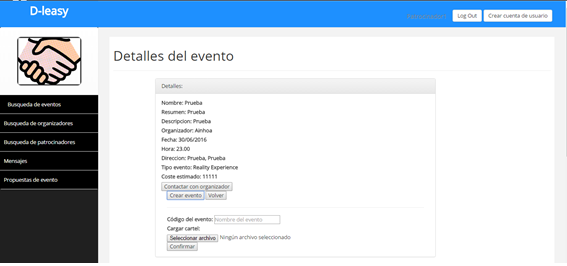 D-leasy
Log Out
Crear cuenta de usuario
Detalles del evento
Busqueda de eventos
Busqueda de organizadores
Busqueda de patrocinadores
Mensajes
Propuestas de evento
Detalles:
Nombre: Prueba
Resumen: Prueba
Descripcion: Prueba
Organizador: Ainhoa
Fecha: 30/06/2016
Hora: 23.00
Direccion: Prueba, Prueba
Tipo evento: Reality Experience
Coste estimado: 11111
Contactar con organizador
Crear evento Volver
Código del evento: Nombre del evento
Cargar cartel:
Seleccionar archivo Ningún archivo seleccionado
Confirmar